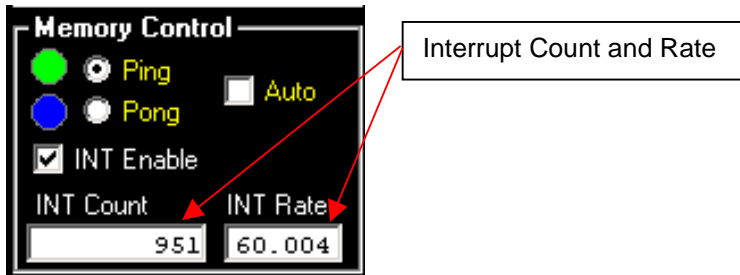 Memory Control
Ping
Auto
Pong
INT Enable
INT Count
INT Rate
951
60.004
Interrupt Count and Rate